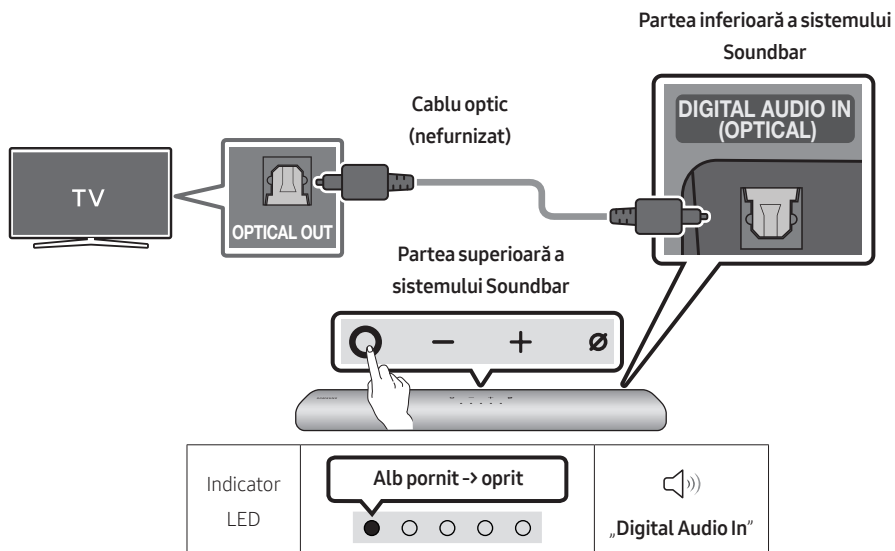 Partea inferioară a sistemului
Soundbar
Cablu optic
(nefurnizat)
DIGITAL AUDIO IN
(OPTICAL)
TV
OPTICAL OUT
Partea superioară a
sistemului Soundbar
Indicator
LED
Alb pornit -> oprit
„Digital Audio In”